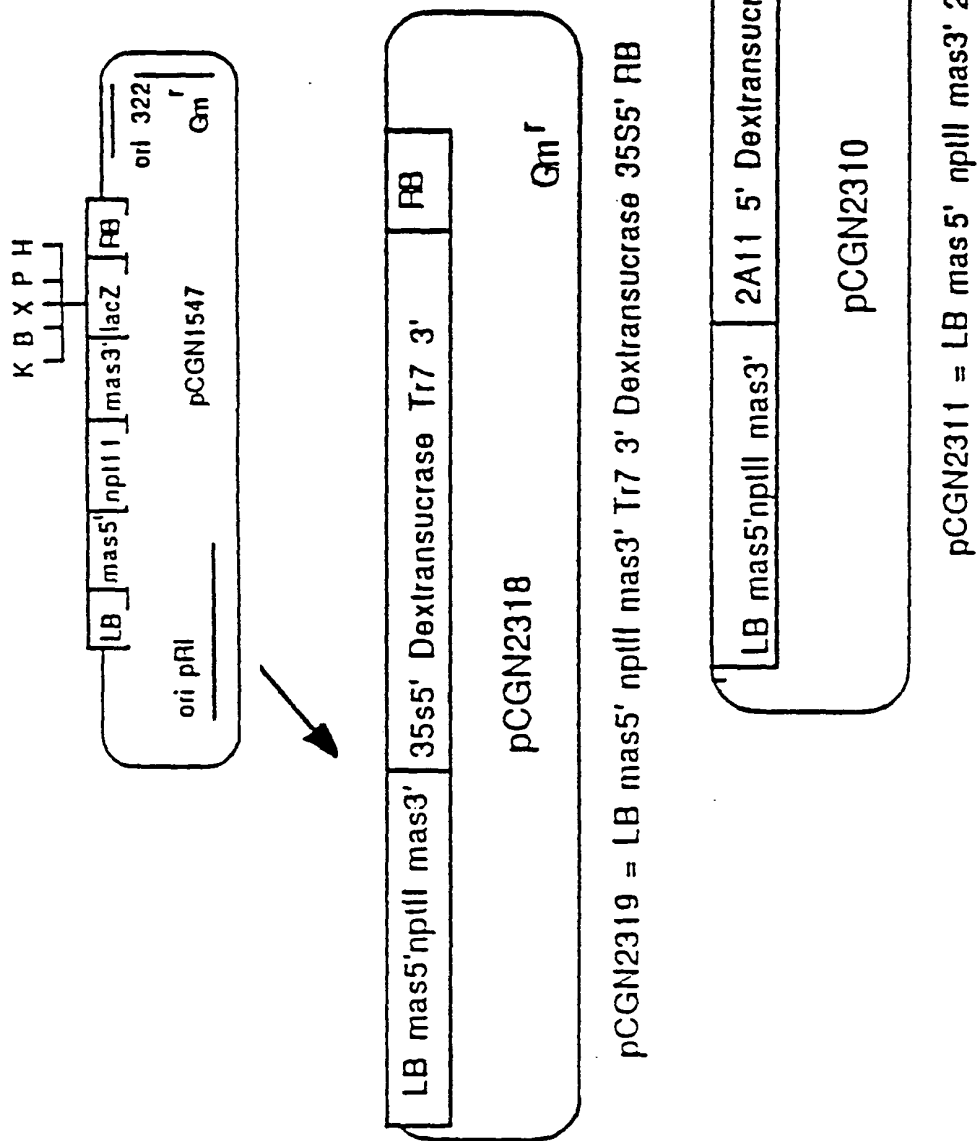 K B X P H
LB mas5' nptII mas3' lacZ RB
ori 322
r
Gm
ori pRI
pCGN1547
LB mas5'nptII mas3' 35s5' Dextransucrase Tr7 3' RB
Gm r
pCGN2318
pCGN2319 = LB mas5' nptII mas3' Tr7 3' Dextransucrase 35S5' RB
LB mas5'nptII mas3' 2A11 5' Dextransucr
pCGN2310
pCGN2311 = LB mas 5' nptII mas3' 2